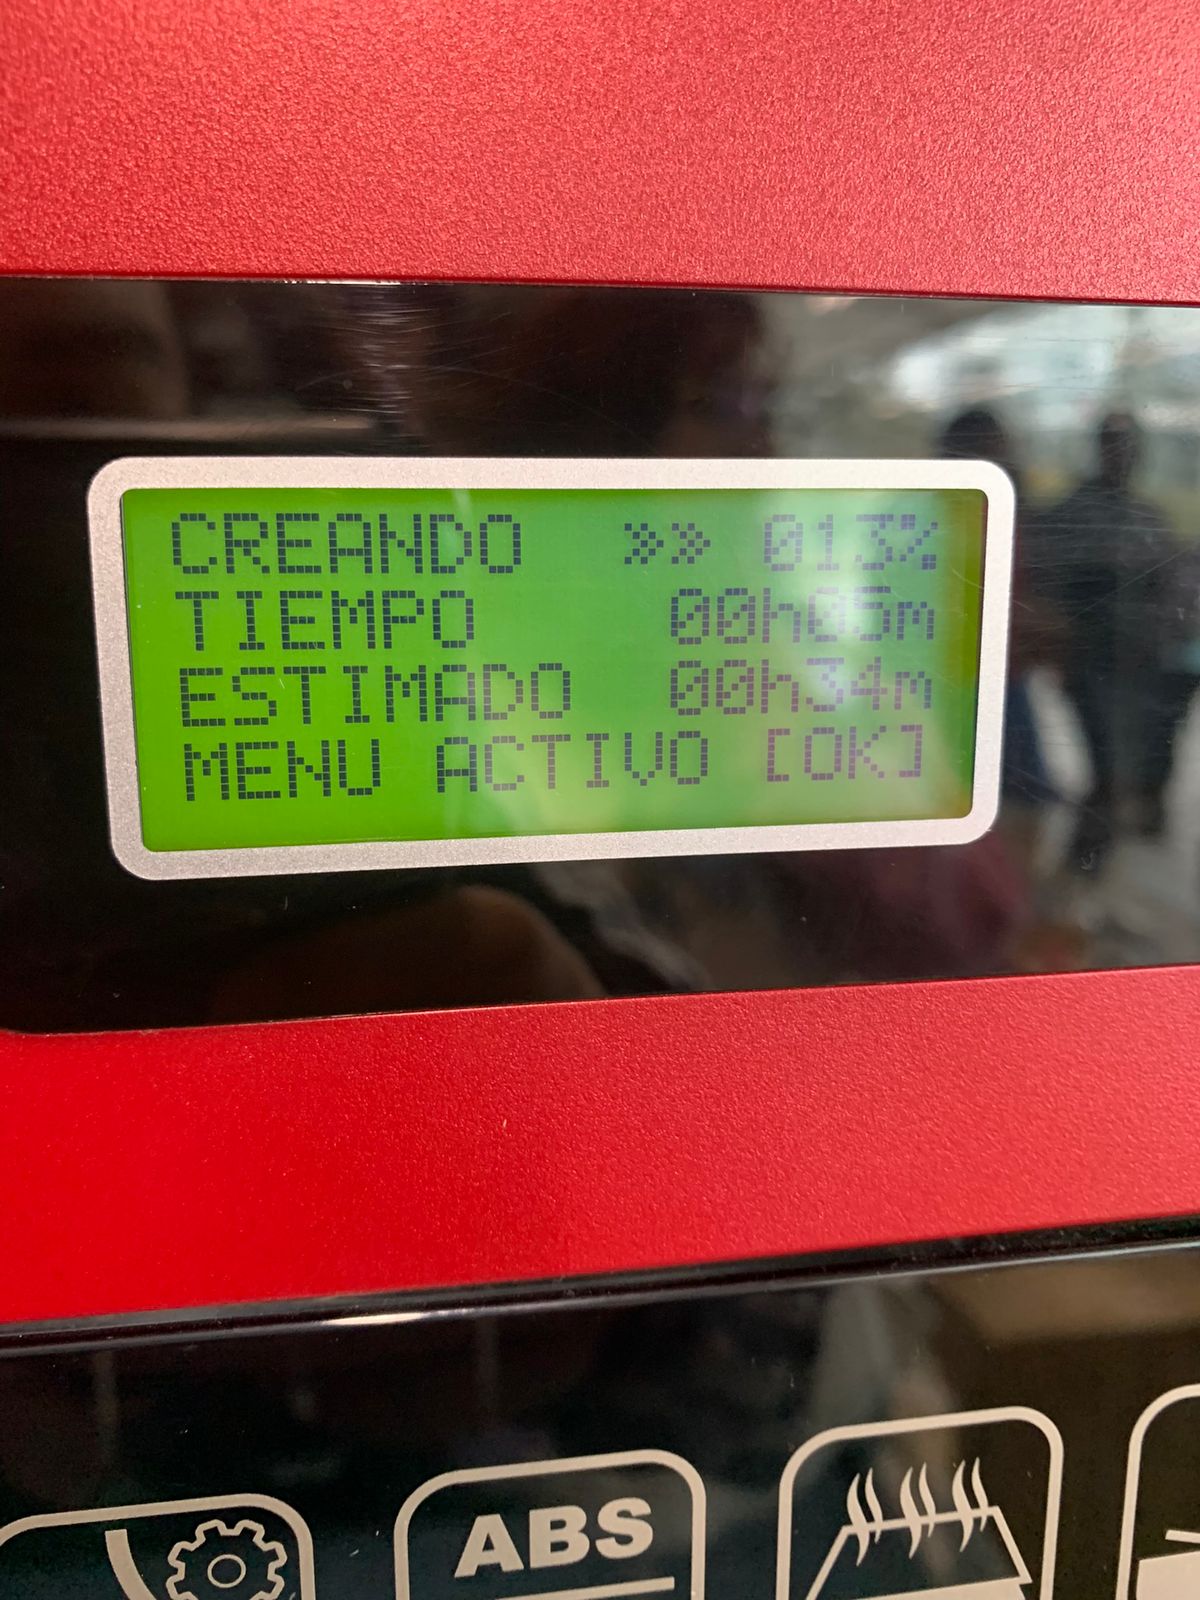 CREANDO »» 013%
TIEMPO 00h05m
ESTIMADO 00h34m
MENU ACTIVO [OK]
ABS